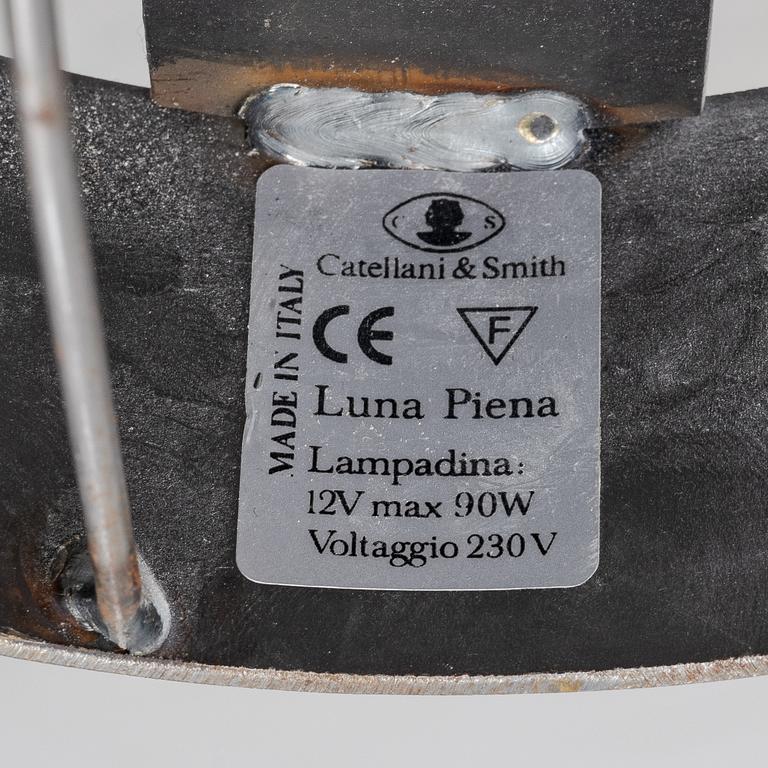 C S
Catellani & Smith
MADE IN ITALY
CE F
Luna Piena
Lampadina:
12V max 90W
Voltaggio 230V